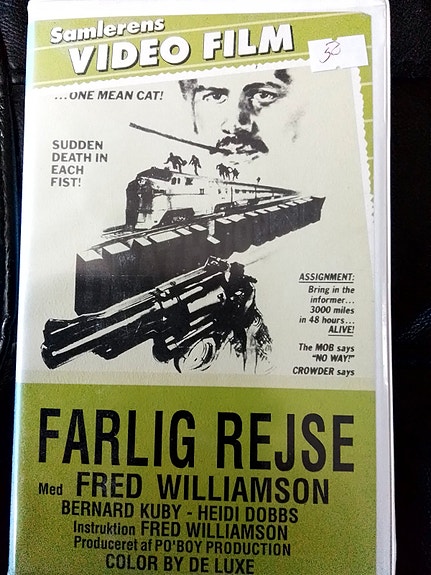 Samlerens
VIDEO FILM
...ONE MEAN CAT!
SUDDEN
DEATH IN
EACH
FIST!
ASSIGNMENT:
Bring in the
informer...
3000 miles
in 48 hours...
ALIVE!
The MOB says
"NO WAY!"
CROWDER says
FARLIG REJSE
Med FRED WILLIAMSON
BERNARD KUBY - HEIDI DOBBS
Instruktion FRED WILLIAMSON
Produceret af PO'BOY PRODUCTION
COLOR BY DE LUXE